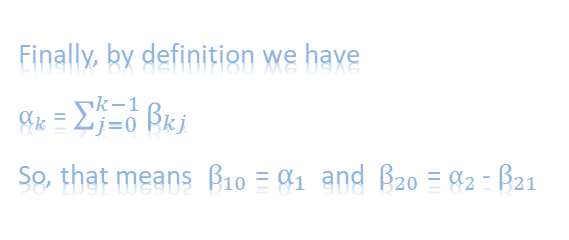 Finally, by definition we have
αₖ = ∑ᵏ⁻¹ⱼ₌₀ βₖⱼ
So, that means β₁₀ = α₁ and β₂₀ = α₂ - β₂₁